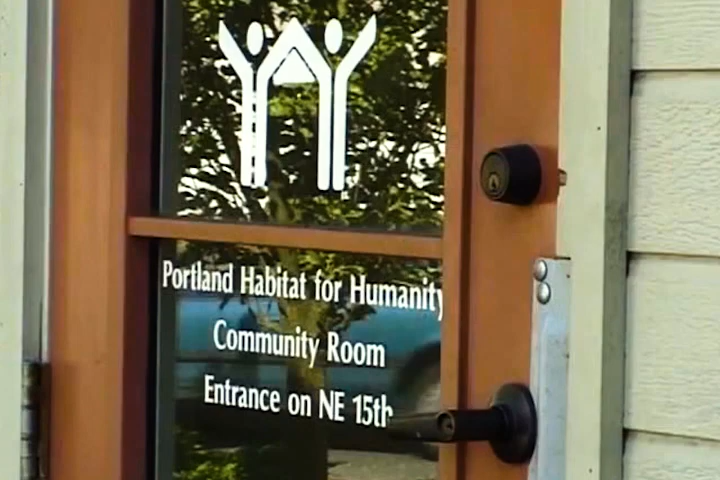 Portland Habitat for Humanity
Community Room
Entrance on NE 15th